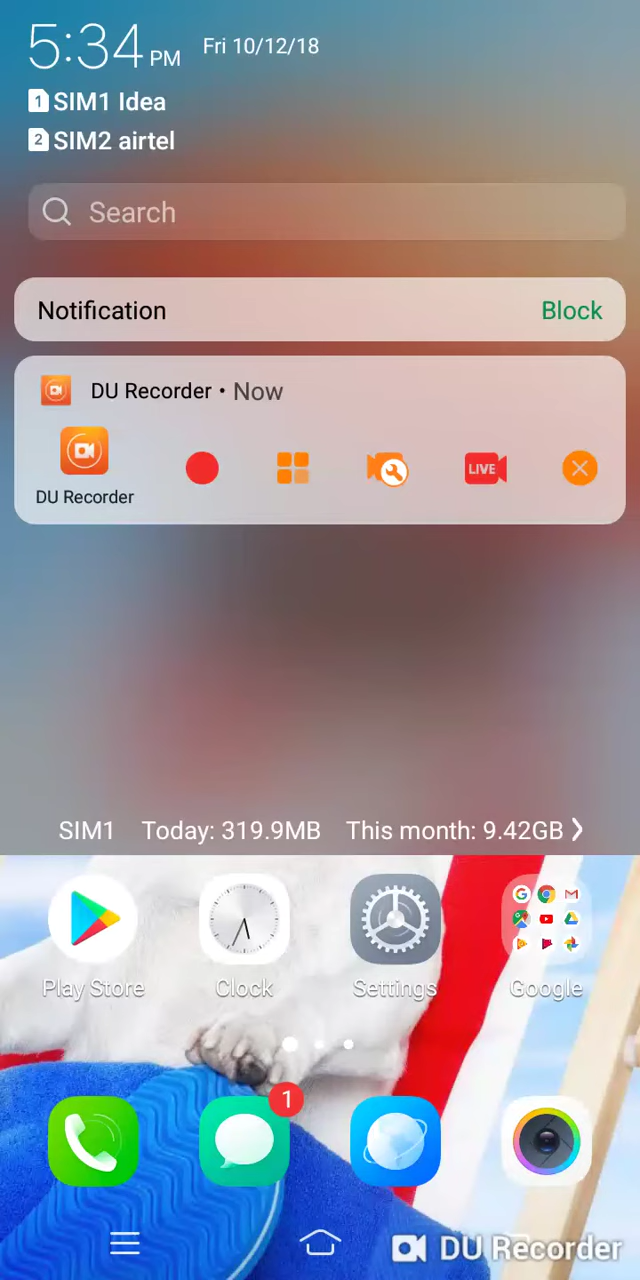 5:34 PM Fri 10/12/18
1 SIM1 Idea
2 SIM2 airtel
Search
Notification Block
DU Recorder • Now
LIVE
DU Recorder
SIM1 Today: 319.9MB This month: 9.42GB
Play Store Clock Settings Google
1
DU Recorder